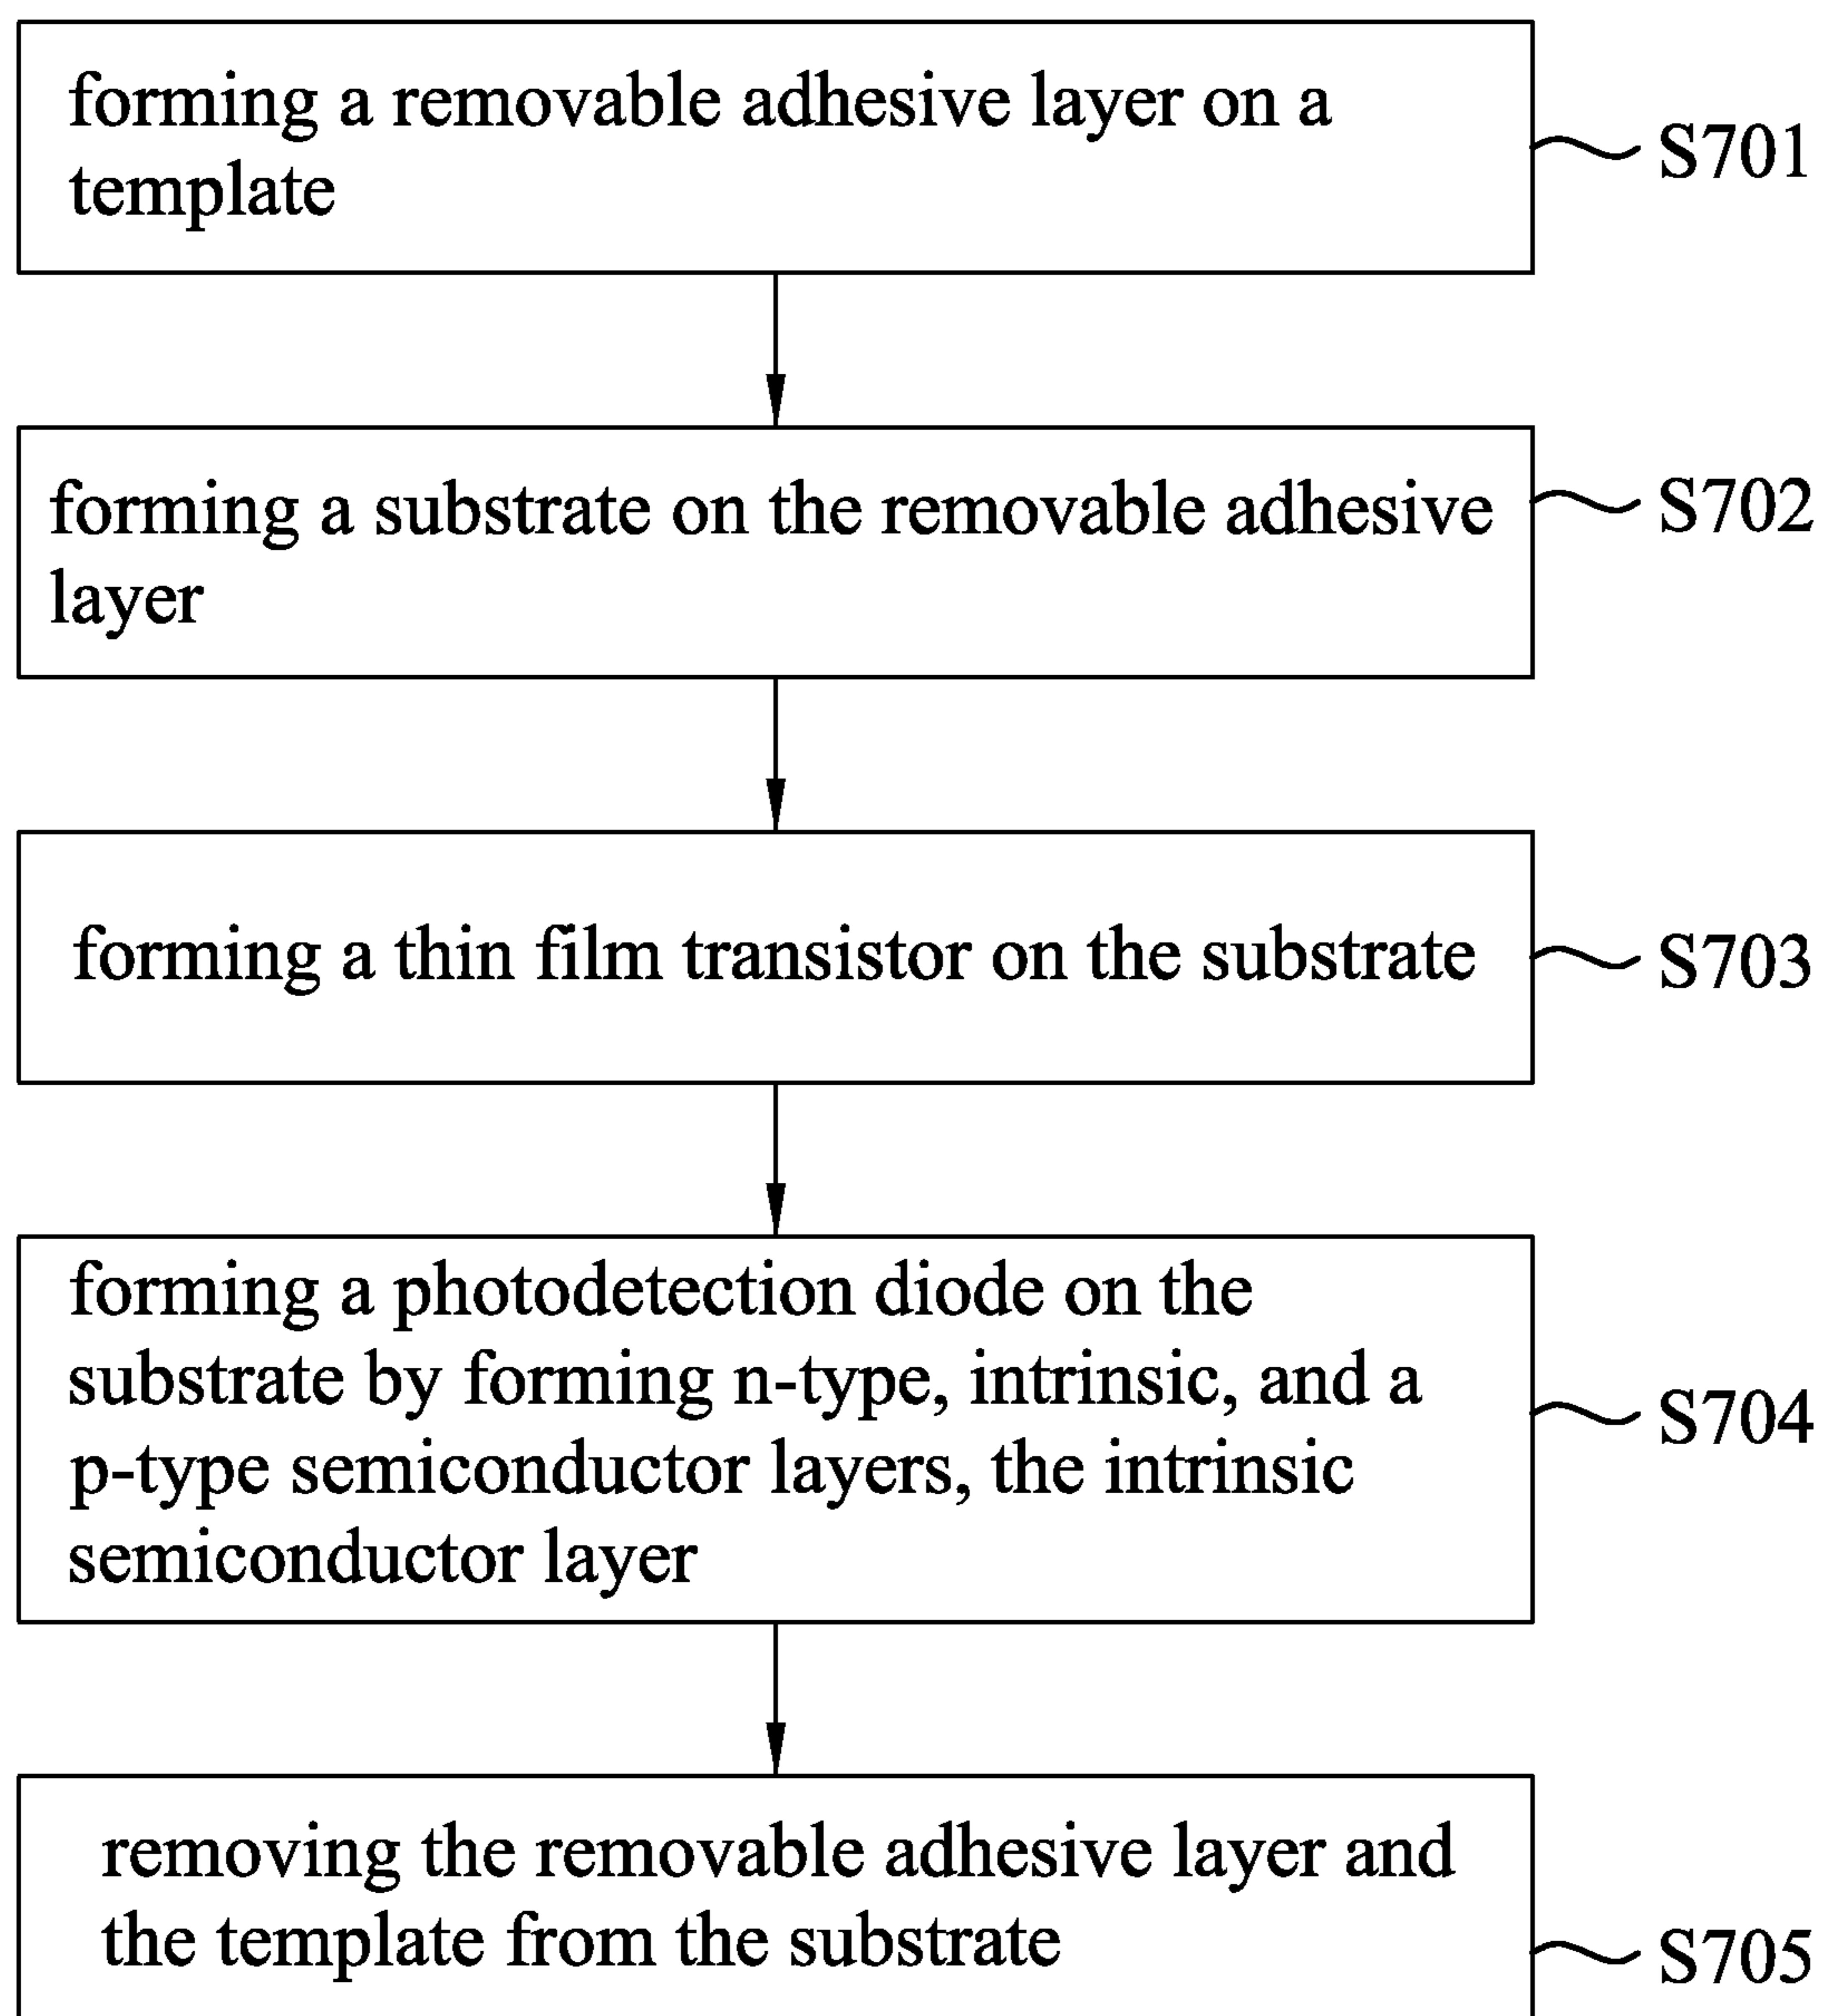 forming a removable adhesive layer on a
template
S701
forming a substrate on the removable adhesive
layer
S702
forming a thin film transistor on the substrate
S703
forming a photodetection diode on the
substrate by forming n-type, intrinsic, and a
p-type semiconductor layers, the intrinsic
semiconductor layer
S704
removing the removable adhesive layer and
the template from the substrate
S705